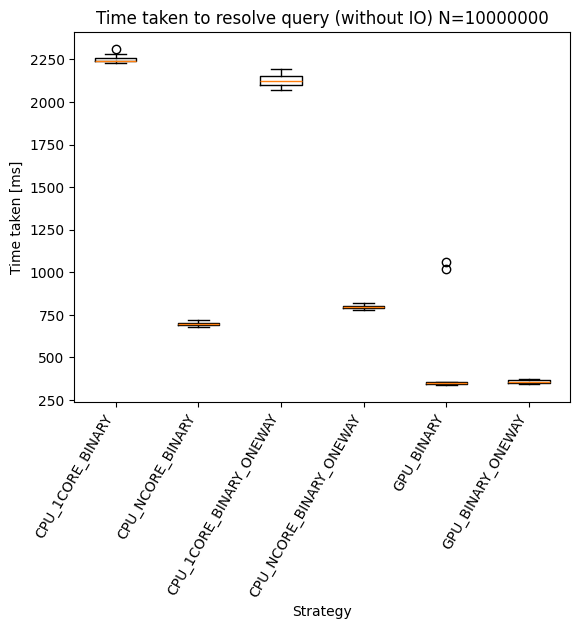 Time taken to resolve query (without IO) N=10000000
Time taken [ms]
2250
2000
1750
1500
1250
1000
750
500
250
CPU_1CORE_BINARY
CPU_NCORE_BINARY
CPU_1CORE_BINARY_ONEWAY
CPU_NCORE_BINARY_ONEWAY
GPU_BINARY
GPU_BINARY_ONEWAY
Strategy